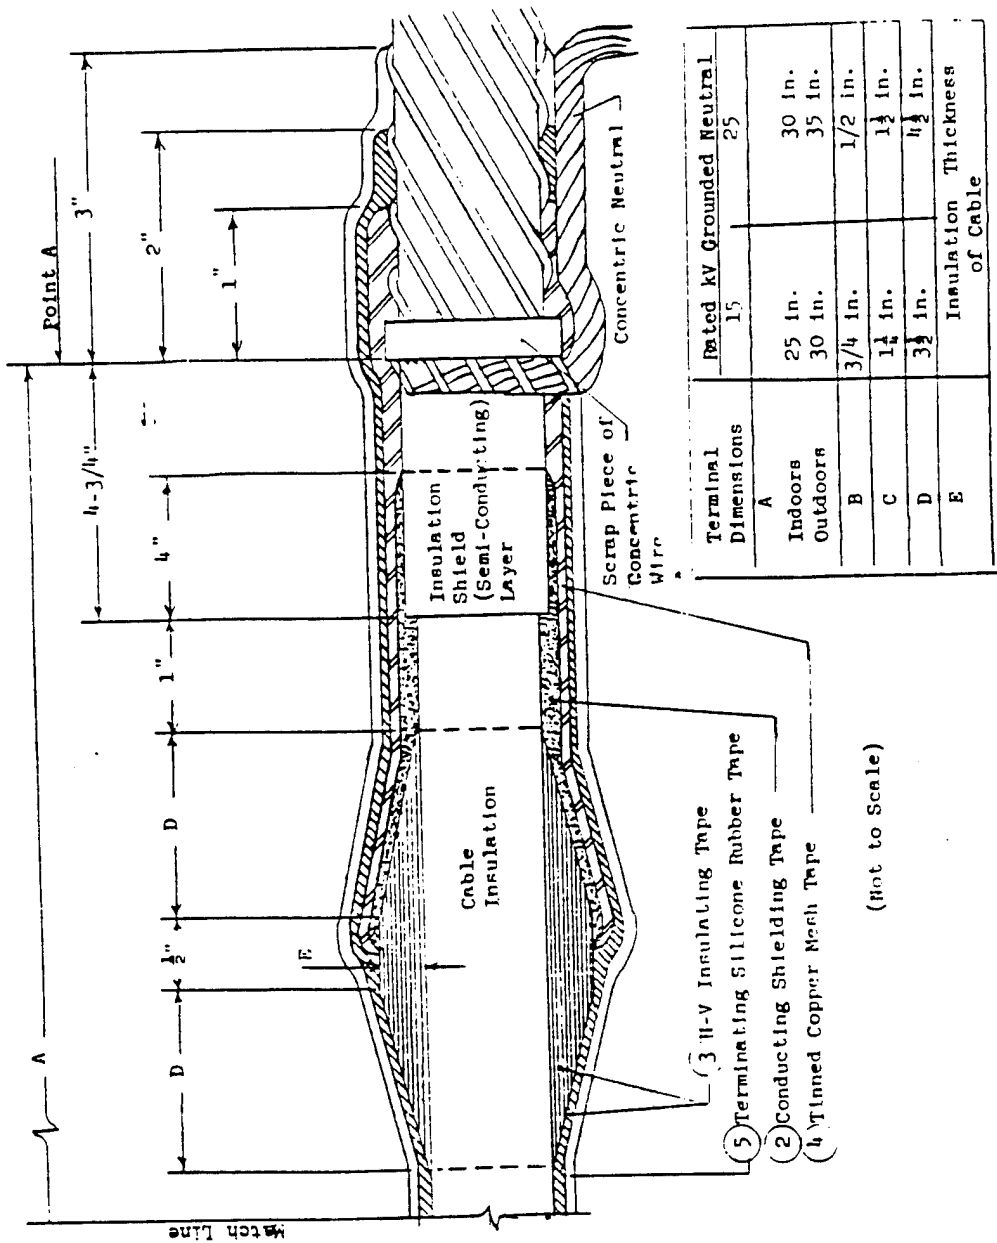 Match Line
A
Point A
3"
2"
1"
4-3/4"
4"
1"
D
½"
D
E
Cable
Insulation
Insulation
Shield
(Semi-Conducting)
Layer
Scrap Piece of
Concentric
Wire
Concentric Neutral
3 H-V Insulating Tape
5 Terminating Silicone Rubber Tape
2 Conducting Shielding Tape
4 Tinned Copper Mesh Tape
(Not to Scale)
Terminal Dimensions Rated kV Grounded Neutral
15 25
A
Indoors 25 in. 30 in.
Outdoors 30 in. 35 in.
B 3/4 in. 1/2 in.
C 1¼ in. 1½ in.
D 3½ in. 4½ in.
E Insulation Thickness
of Cable